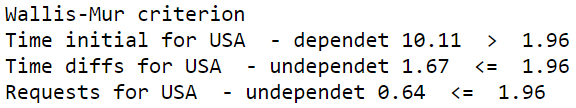 Wallis-Mur criterion
Time initial for USA  - dependet 10.11  >  1.96
Time diffs for USA  - undependet 1.67  <=  1.96
Requests for USA  - undependet 0.64  <=  1.96